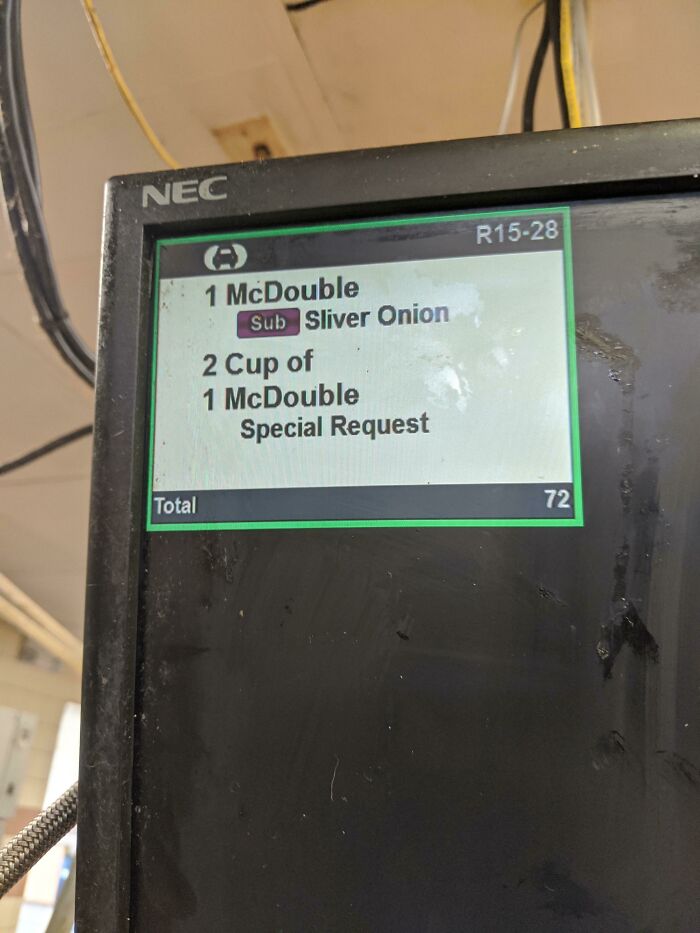 NEC
R15-28
1 McDouble
Sub Sliver Onion
2 Cup of
1 McDouble
Special Request
Total 72